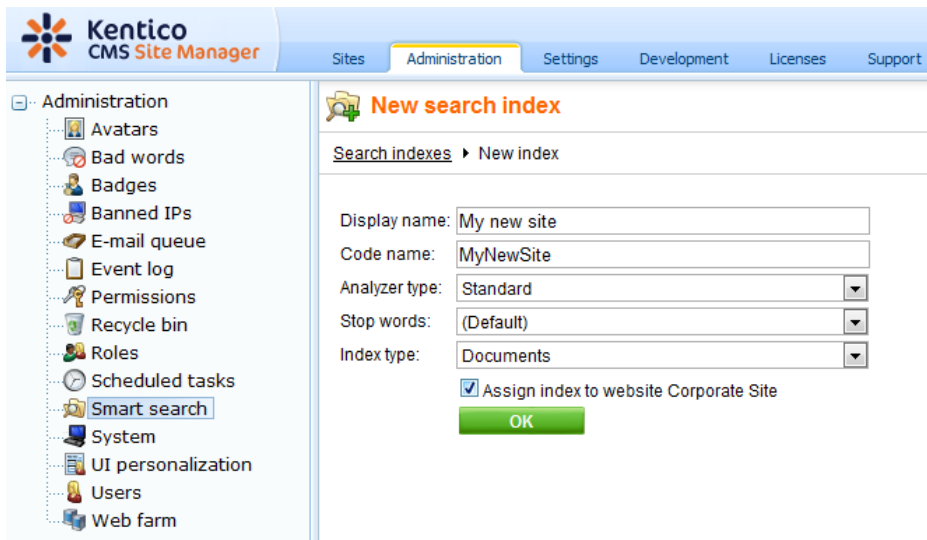 Kentico
CMS Site Manager
Sites Administration Settings Development Licenses Support
Administration
Avatars
Bad words
Badges
Banned IPs
E-mail queue
Event log
Permissions
Recycle bin
Roles
Scheduled tasks
Smart search
System
UI personalization
Users
Web farm
New search index
Search indexes New index
Display name: My new site
Code name: MyNewSite
Analyzer type: Standard
Stop words: (Default)
Index type: Documents
Assign index to website Corporate Site
OK